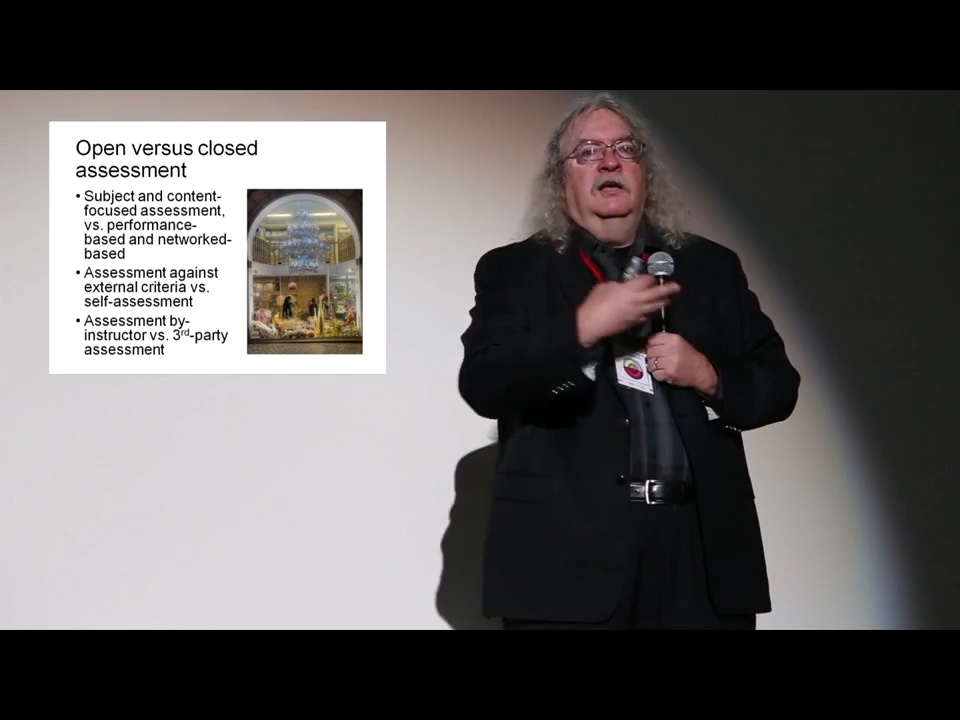 Open versus closed
assessment
• Subject and content-
focused assessment,
vs. performance-
based and networked-
based
• Assessment against
external criteria vs.
self-assessment
• Assessment by-
instructor vs. 3rd-party
assessment